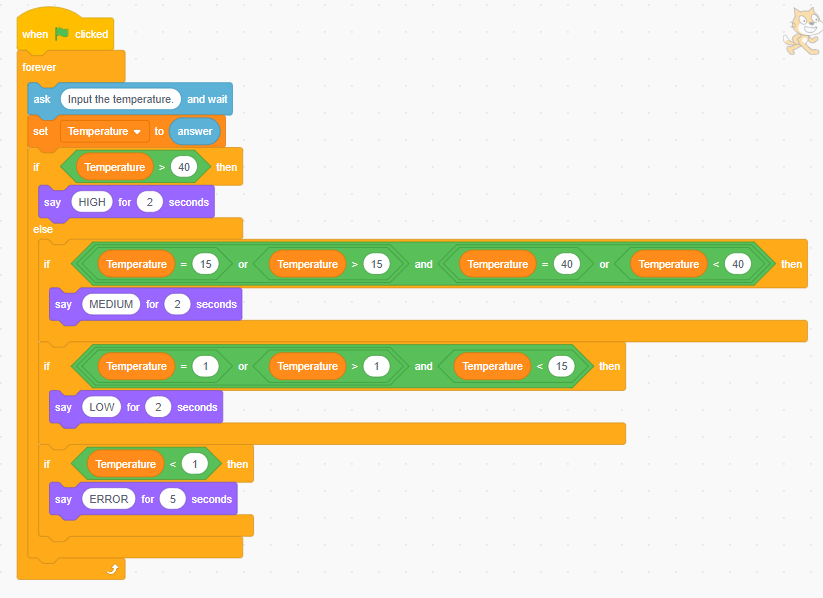 when clicked
forever
ask Input the temperature. and wait
set Temperature to answer
if Temperature > 40 then
say HIGH for 2 seconds
else
if Temperature = 15 or Temperature > 15 and Temperature = 40 or Temperature < 40 then
say MEDIUM for 2 seconds
if Temperature = 1 or Temperature > 1 and Temperature < 15 then
say LOW for 2 seconds
if Temperature < 1 then
say ERROR for 5 seconds